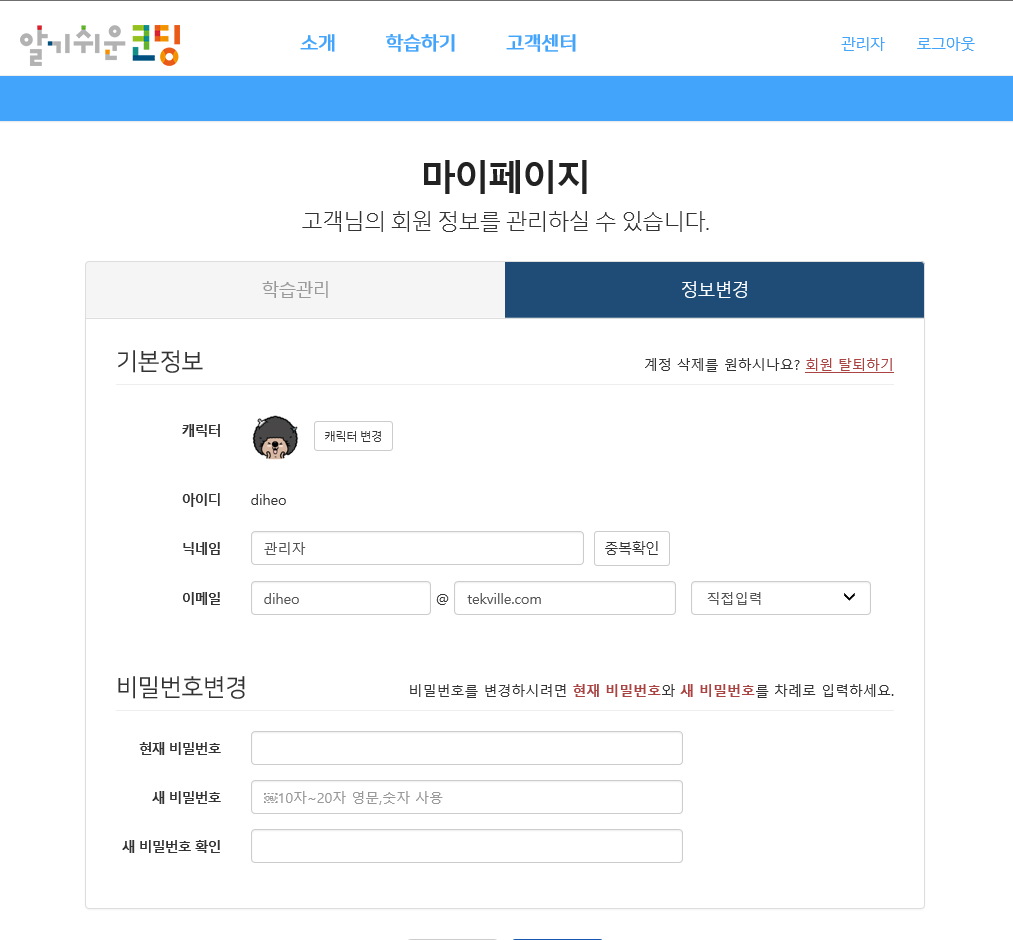 알기쉬운코딩
소개 학습하기 고객센터 관리자 로그아웃
마이페이지
고객님의 회원 정보를 관리하실 수 있습니다.
학습관리 정보변경
기본정보 계정 삭제를 원하시나요? 회원 탈퇴하기
캐릭터 캐릭터 변경
아이디 diheo
닉네임 관리자 중복확인
이메일 diheo @ tekville.com 직접입력
비밀번호변경 비밀번호를 변경하시려면 현재 비밀번호와 새 비밀번호를 차례로 입력하세요.
현재 비밀번호
새 비밀번호 10자~20자 영문,숫자 사용
새 비밀번호 확인